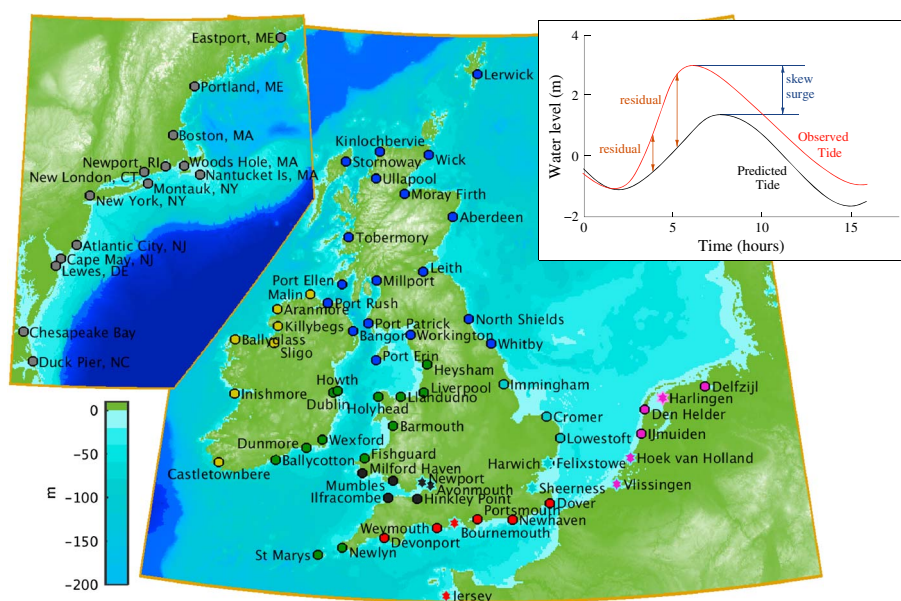 Eastport, ME
Portland, ME
Boston, MA
Newport, RI
Woods Hole, MA
New London, CT
Nantucket Is, MA
Montauk, NY
New York, NY
Atlantic City, NJ
Cape May, NJ
Lewes, DE
Chesapeake Bay
Duck Pier, NC
Lerwick
Kinlochbervie
Wick
Stornoway
Ullapool
Moray Firth
Aberdeen
Tobermory
Leith
Port Ellen
Millport
Malin
Port Rush
Aranmore
North Shields
Port Patrick
Killybegs
Bangor
Workington
Ballyglass
Whitby
Sligo
Port Erin
Heysham
Howth
Immingham
Liverpool
Inishmore
Dublin
Llandudno
Holyhead
Barmouth
Cromer
Wexford
Lowestoft
Dunmore
Fishguard
Ballycotton
Harwich
Felixstowe
Castletownbere
Milford Haven
Newport
Mumbles
Avonmouth
Sheerness
Ilfracombe
Hinkley Point
Dover
Portsmouth
Newhaven
Weymouth
Bournemouth
Devonport
Newlyn
St Marys
Jersey
Delfzijl
Harlingen
Den Helder
IJmuiden
Hoek van Holland
Vlissingen
4
2
0
−2
Water level (m)
0
5
10
15
Time (hours)
residual
residual
skew
surge
Observed
Tide
Predicted
Tide
0
−50
−100
−150
−200
m